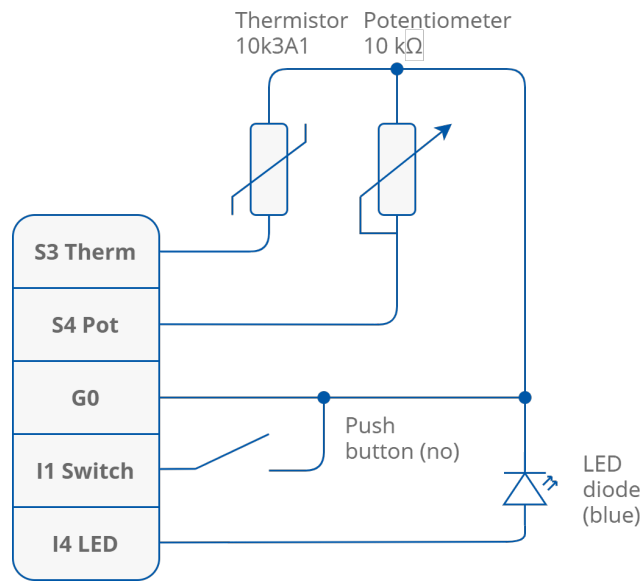 Thermistor
10k3A1
Potentiometer
10 kΩ
S3 Therm
S4 Pot
G0
I1 Switch
I4 LED
Push
button (no)
LED
diode
(blue)